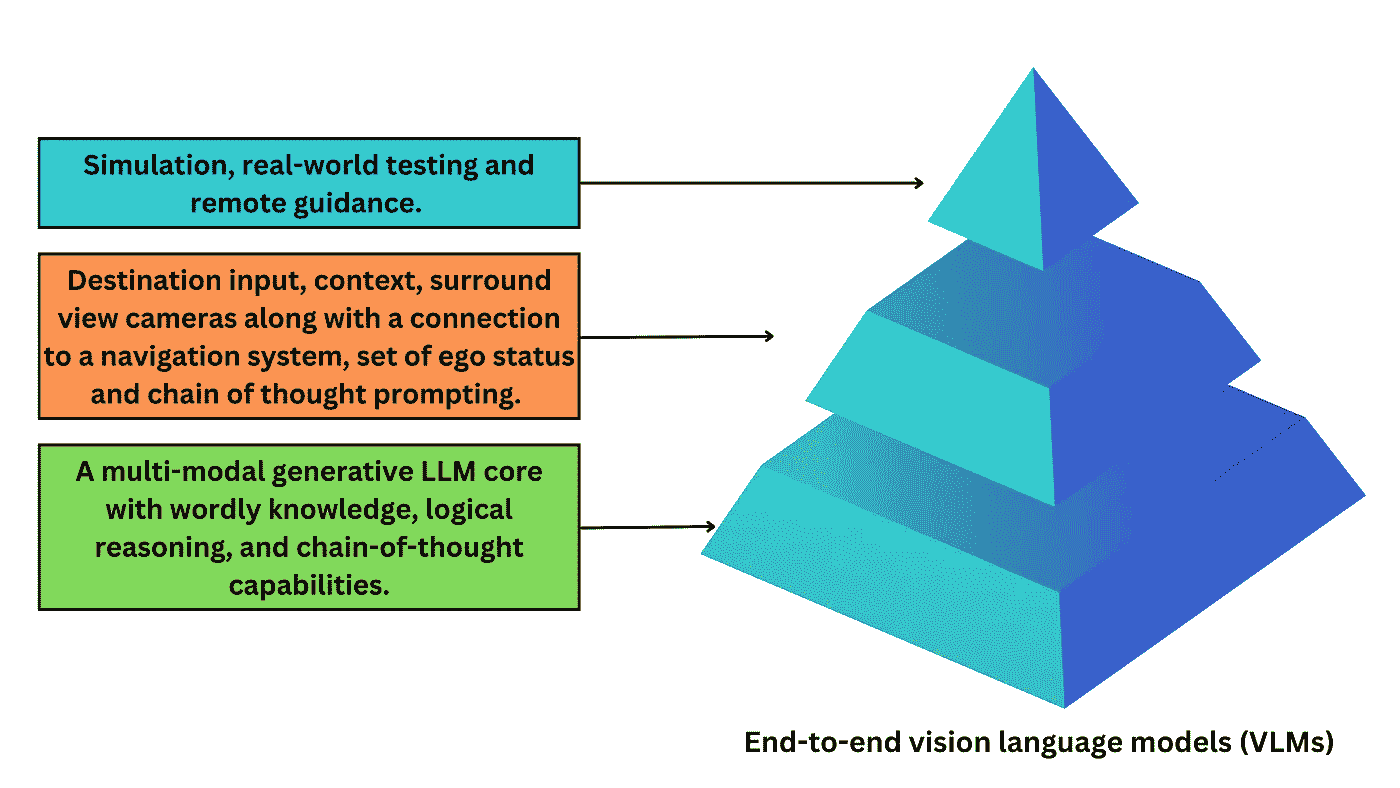 Simulation, real-world testing and
remote guidance.
Destination input, context, surround
view cameras along with a connection
to a navigation system, set of ego status
and chain of thought prompting.
A multi-modal generative LLM core
with wordly knowledge, logical
reasoning, and chain-of-thought
capabilities.
End-to-end vision language models (VLMs)